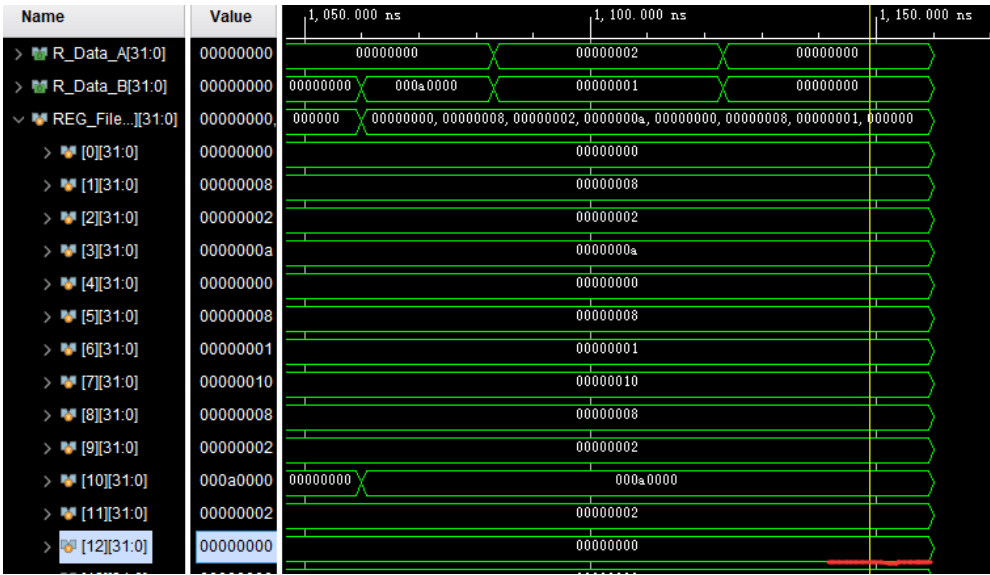 Name Value 1,050.000 ns 1,100.000 ns 1,150.000 ns
R_Data_A[31:0] 00000000 00000000 00000002 00000000
R_Data_B[31:0] 00000000 00000000 000a0000 00000001 00000000
REG_File...][31:0] 00000000, 000000 00000000, 00000008, 00000002, 0000000a, 00000000, 00000008, 00000001, 000000
[0][31:0] 00000000 00000000
[1][31:0] 00000008 00000008
[2][31:0] 00000002 00000002
[3][31:0] 0000000a 0000000a
[4][31:0] 00000000 00000000
[5][31:0] 00000008 00000008
[6][31:0] 00000001 00000001
[7][31:0] 00000010 00000010
[8][31:0] 00000008 00000008
[9][31:0] 00000002 00000002
[10][31:0] 000a0000 00000000 000a0000
[11][31:0] 00000002 00000002
[12][31:0] 00000000 00000000